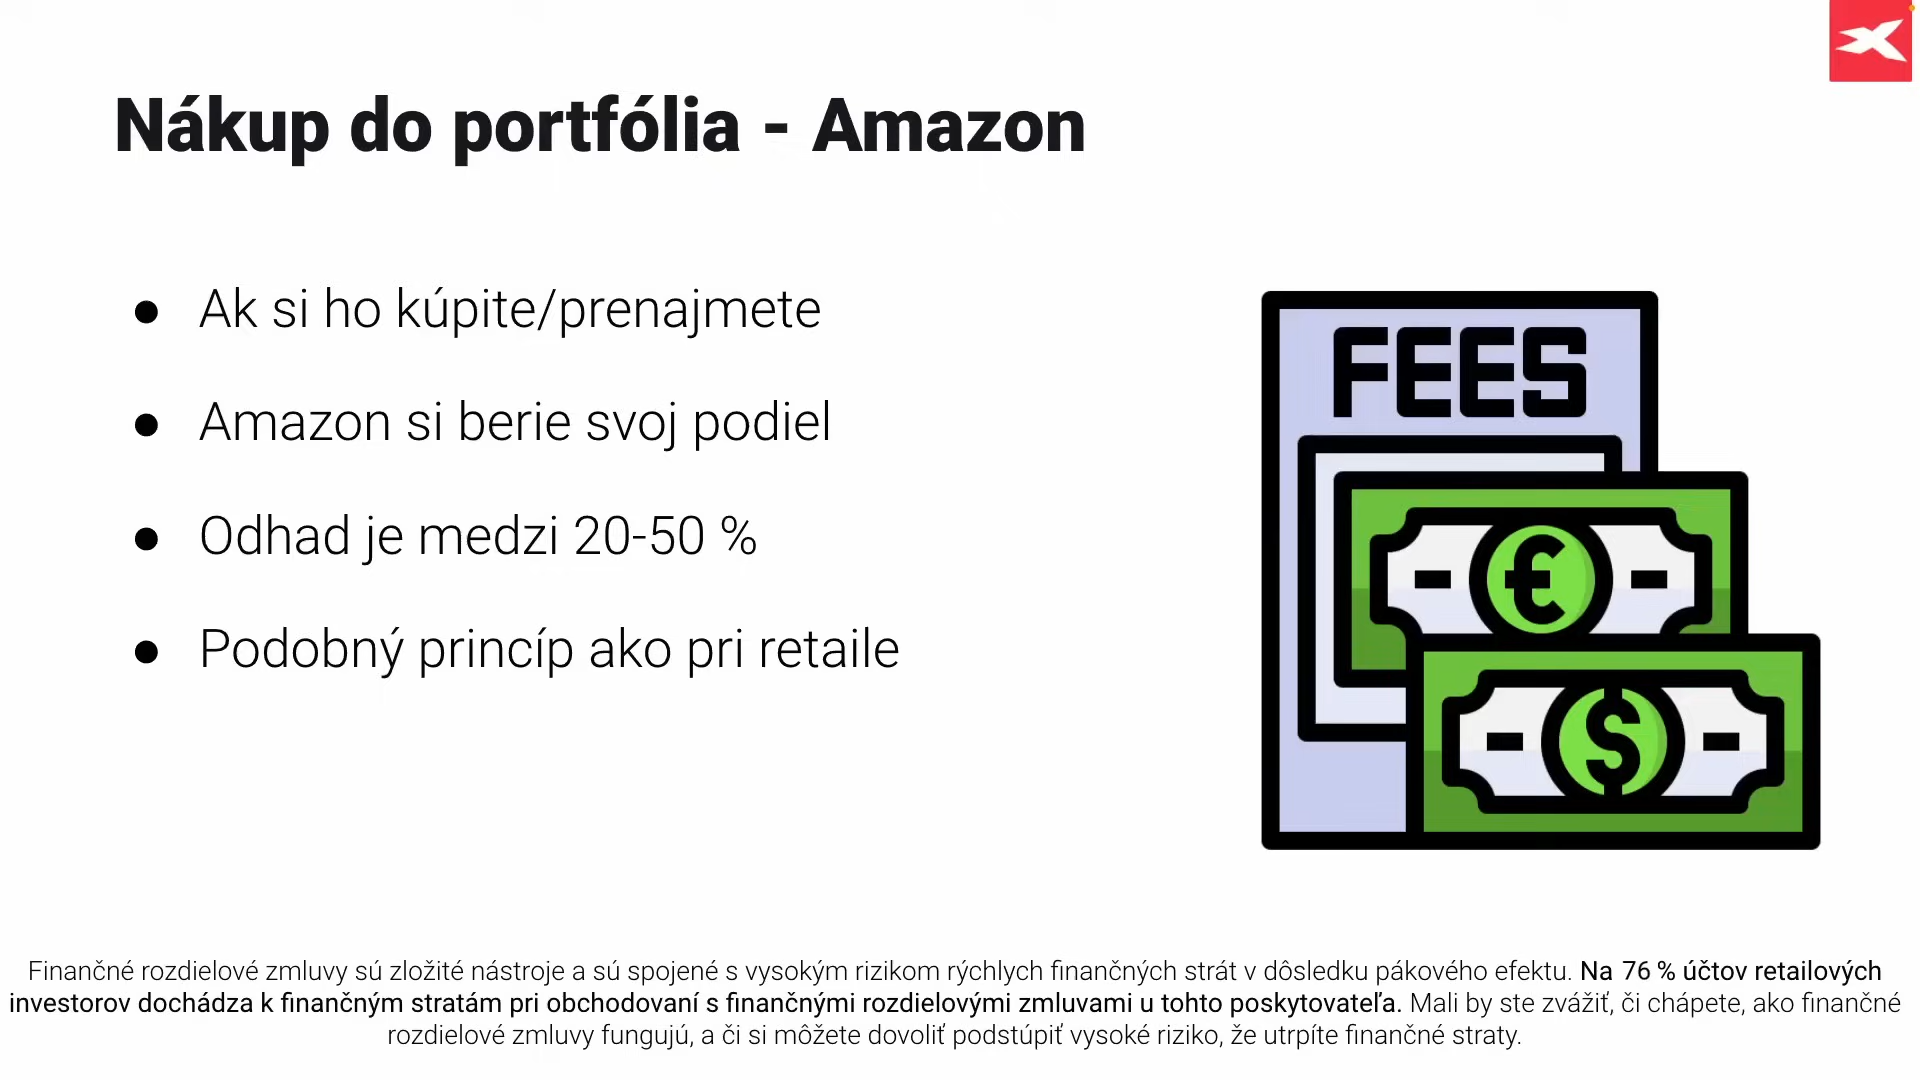 Nákup do portfólia - Amazon
● Ak si ho kúpite/prenajmete
● Amazon si berie svoj podiel
● Odhad je medzi 20-50 %
● Podobný princíp ako pri retaile
FEES
€
$
Finančné rozdielové zmluvy sú zložité nástroje a sú spojené s vysokým rizikom rýchlych finančných strát v dôsledku pákového efektu. Na 76 % účtov retailových
investorov dochádza k finančným stratám pri obchodovaní s finančnými rozdielovými zmluvami u tohto poskytovateľa. Mali by ste zvážiť, či chápete, ako finančné
rozdielové zmluvy fungujú, a či si môžete dovoliť podstúpiť vysoké riziko, že utrpíte finančné straty.